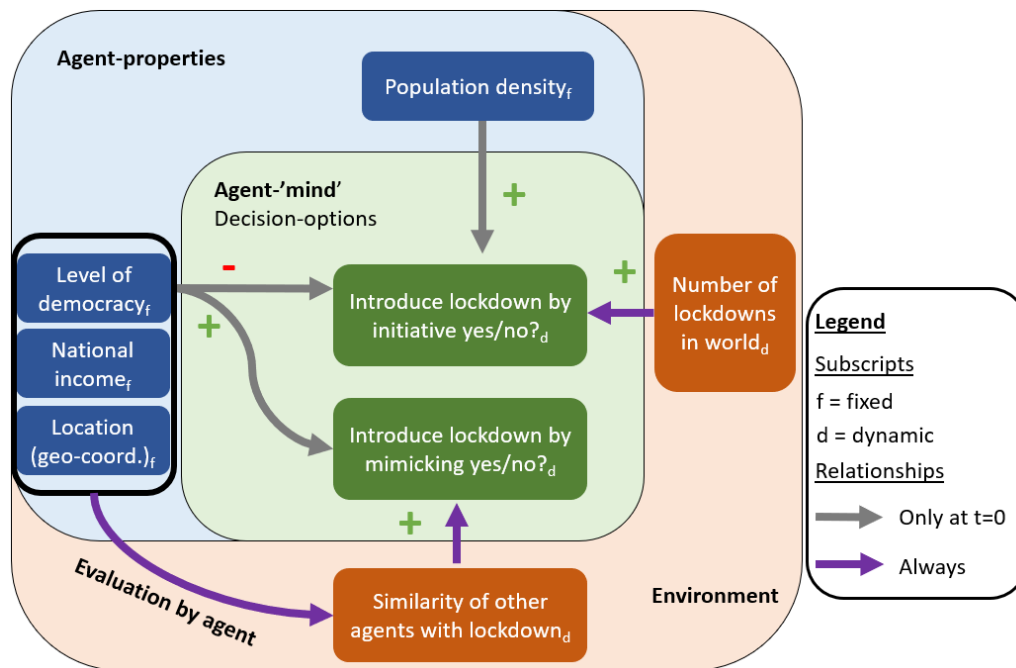 Agent-properties
Population density_f
Agent-'mind'
Decision-options
+
Level of
democracy_f
National
income_f
Location
(geo-coord.)_f
-
+
Introduce lockdown by
initiative yes/no?_d
+
Number of
lockdowns
in world_d
Introduce lockdown by
mimicking yes/no?_d
+
Evaluation by agent
Similarity of other
agents with lockdown_d
Environment
Legend
Subscripts
f = fixed
d = dynamic
Relationships
Only at t=0
Always